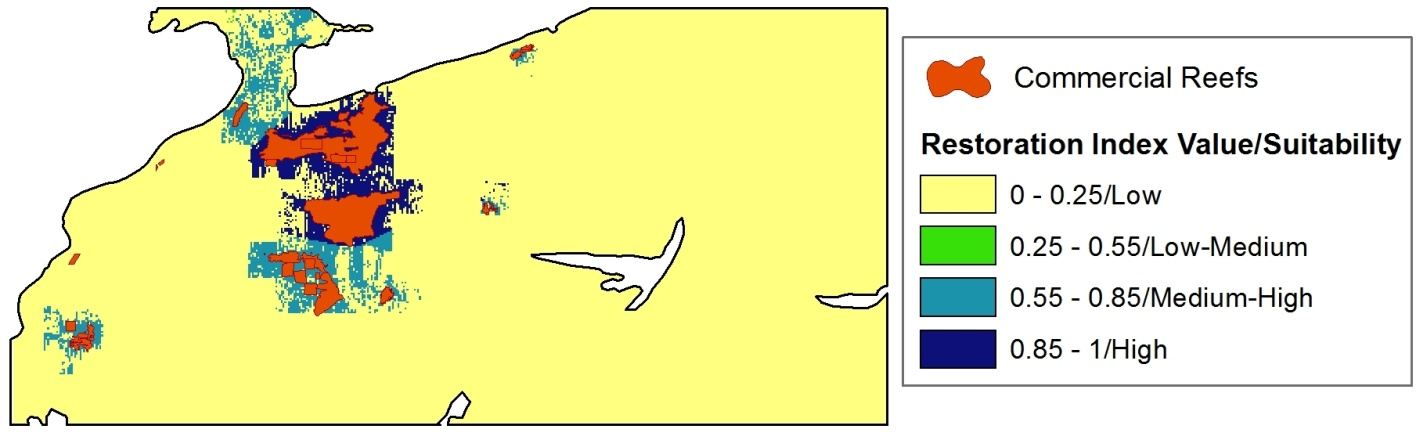 Commercial Reefs
Restoration Index Value/Suitability
0 - 0.25/Low
0.25 - 0.55/Low-Medium
0.55 - 0.85/Medium-High
0.85 - 1/High